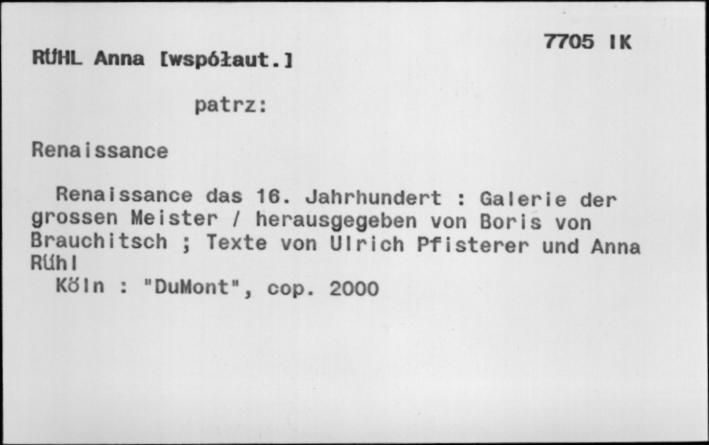 7705 IK
RÜHL Anna [współaut.]
patrz:
Renaissance
Renaissance das 16. Jahrhundert : Galerie der
grossen Meister / herausgegeben von Boris von
Brauchitsch ; Texte von Ulrich Pfisterer und Anna
Rühl
Köln : "DuMont", cop. 2000